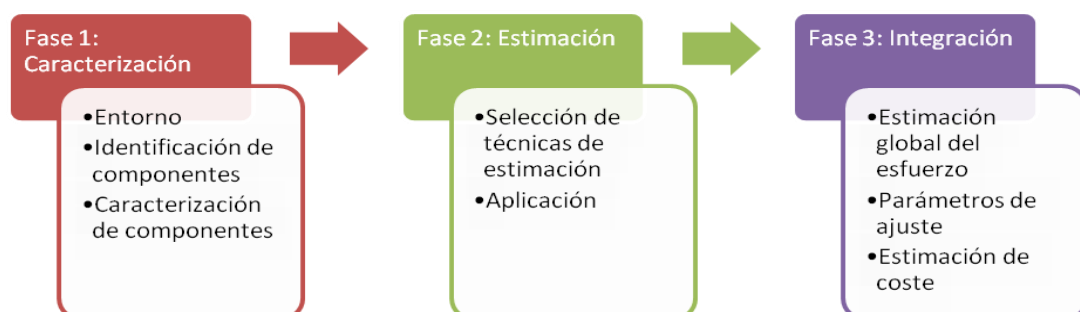 Fase 1:
Caracterización
•Entorno
•Identificación de
componentes
•Caracterización
de componentes
Fase 2: Estimación
•Selección de
técnicas de
estimación
•Aplicación
Fase 3: Integración
•Estimación
global del
esfuerzo
•Parámetros de
ajuste
•Estimación de
coste